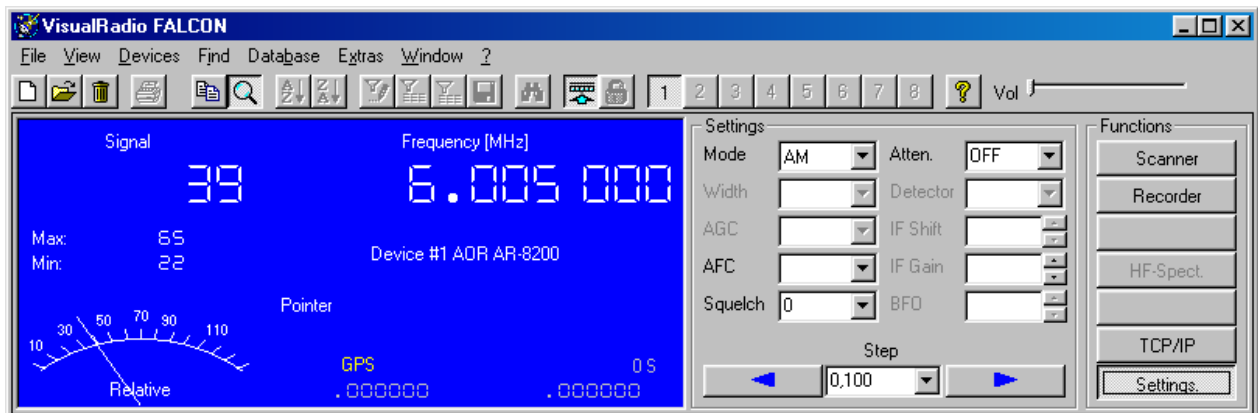 VisualRadio FALCON
File View Devices Find Database Extras Window ?
1 2 3 4 5 6 7 8 ? Vol
Signal Frequency [MHz]
39 6.005 000
Max: 65
Min: 22
Device #1 AOR AR-8200
Pointer
10 30 50 70 90 110
Relative
GPS 0 S
.000000 .000000
Settings
Mode AM Atten. OFF
Width Detector
AGC IF Shift
AFC IF Gain
Squelch 0 BFO
Step
0,100
Functions
Scanner
Recorder
HF-Spect.
TCP/IP
Settings.